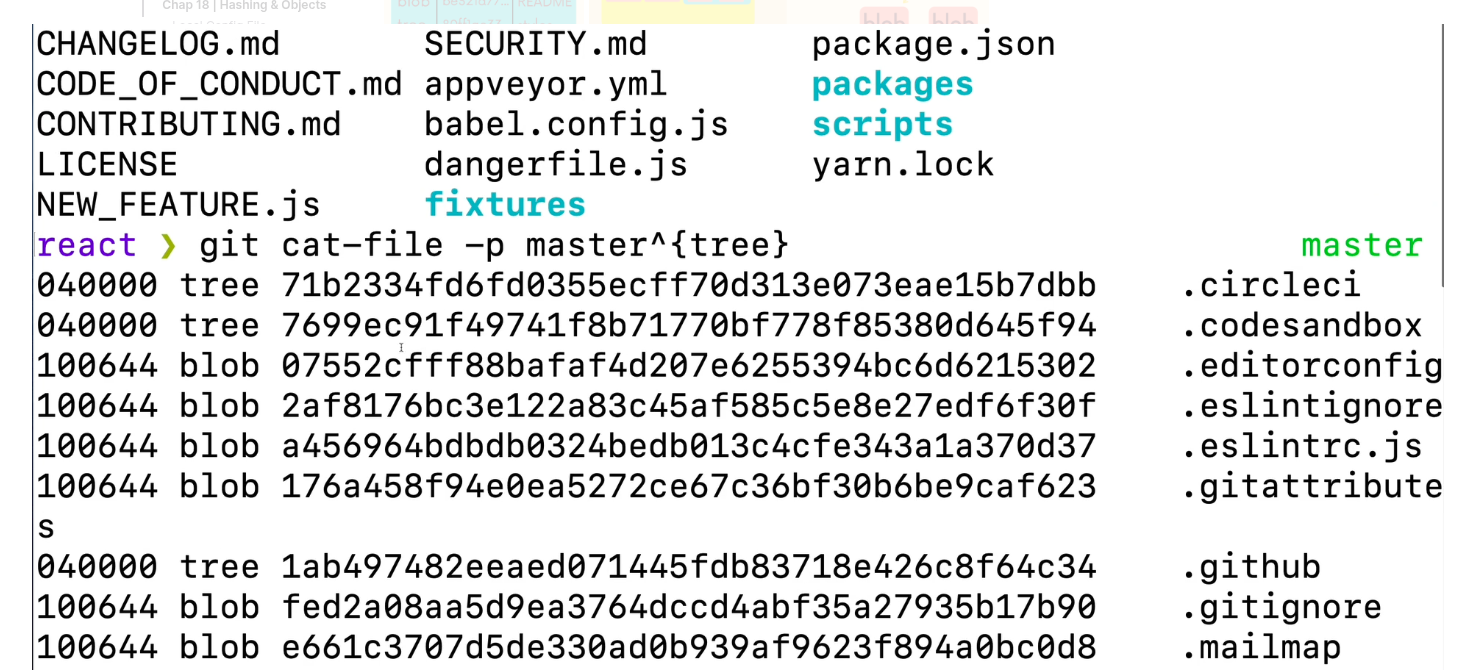 Chap 18 | Hashing & Objects
CHANGELOG.md SECURITY.md package.json
CODE_OF_CONDUCT.md appveyor.yml packages
CONTRIBUTING.md babel.config.js scripts
LICENSE dangerfile.js yarn.lock
NEW_FEATURE.js fixtures
react ❯ git cat-file -p master^{tree} master
040000 tree 71b2334fd6fd0355ecff70d313e073eae15b7dbb .circleci
040000 tree 7699ec91f49741f8b71770bf778f85380d645f94 .codesandbox
100644 blob 07552cfff88bafaf4d207e6255394bc6d6215302 .editorconfig
100644 blob 2af8176bc3e122a83c45af585c5e8e27edf6f30f .eslintignore
100644 blob a456964bdbdb0324bedb013c4cfe343a1a370d37 .eslintrc.js
100644 blob 176a458f94e0ea5272ce67c36bf30b6be9caf623 .gitattribute
s
040000 tree 1ab497482eeaed071445fdb83718e426c8f64c34 .github
100644 blob fed2a08aa5d9ea3764dccd4abf35a27935b17b90 .gitignore
100644 blob e661c3707d5de330ad0b939af9623f894a0bc0d8 .mailmap